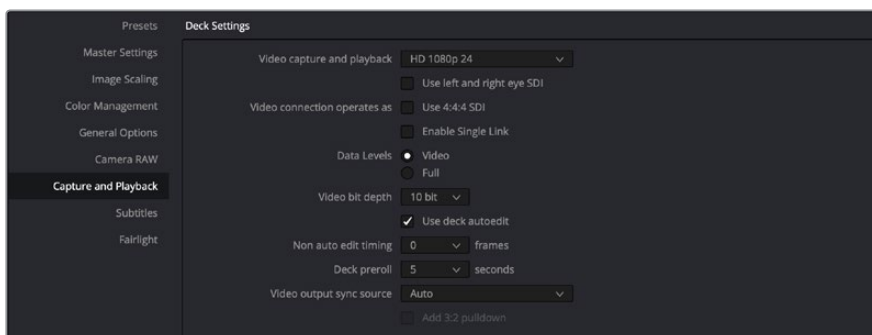 Presets
Master Settings
Image Scaling
Color Management
General Options
Camera RAW
Capture and Playback
Subtitles
Fairlight
Deck Settings
Video capture and playback HD 1080p 24
Use left and right eye SDI
Video connection operates as Use 4:4:4 SDI
Enable Single Link
Data Levels Video
Full
Video bit depth 10 bit
Use deck autoedit
Non auto edit timing 0 frames
Deck preroll 5 seconds
Video output sync source Auto
Add 3:2 pulldown